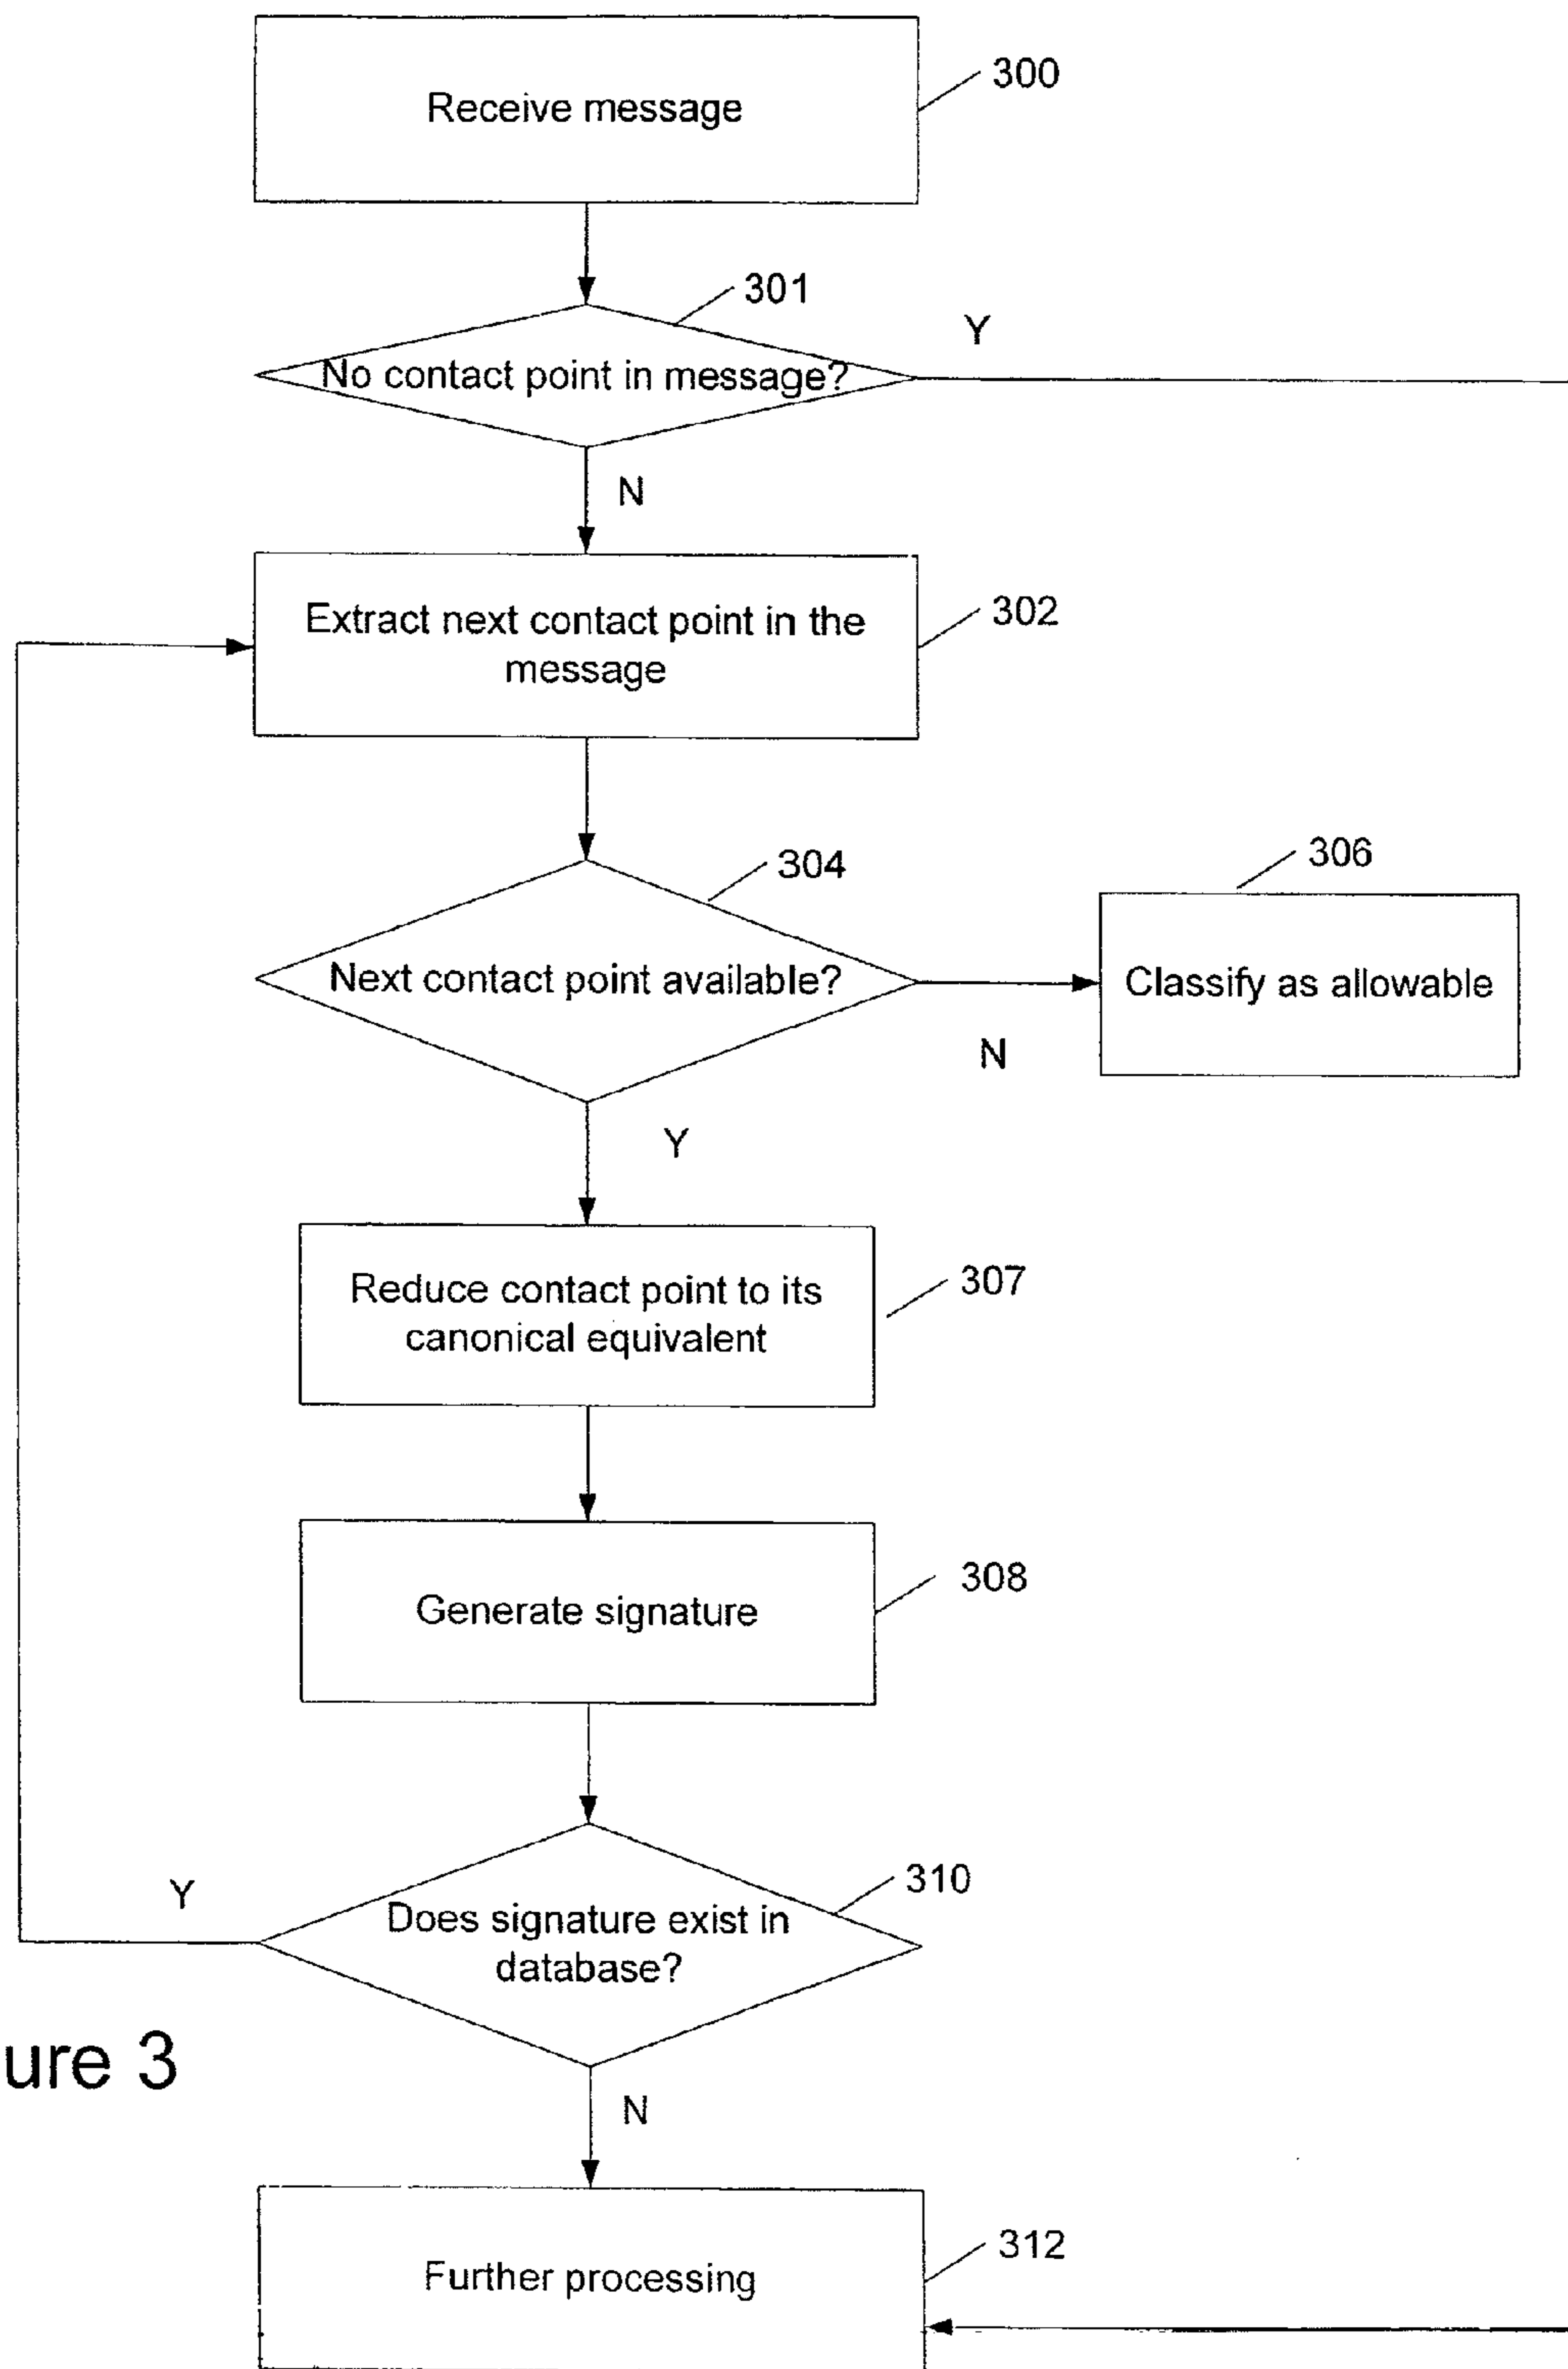 Receive message
300
301
No contact point in message?
Y
N
Extract next contact point in the
message
302
304
Next contact point available?
N
306
Classify as allowable
Y
Reduce contact point to its
canonical equivalent
307
Generate signature
308
310
Does signature exist in
database?
Y
ure 3
N
Further processing
312